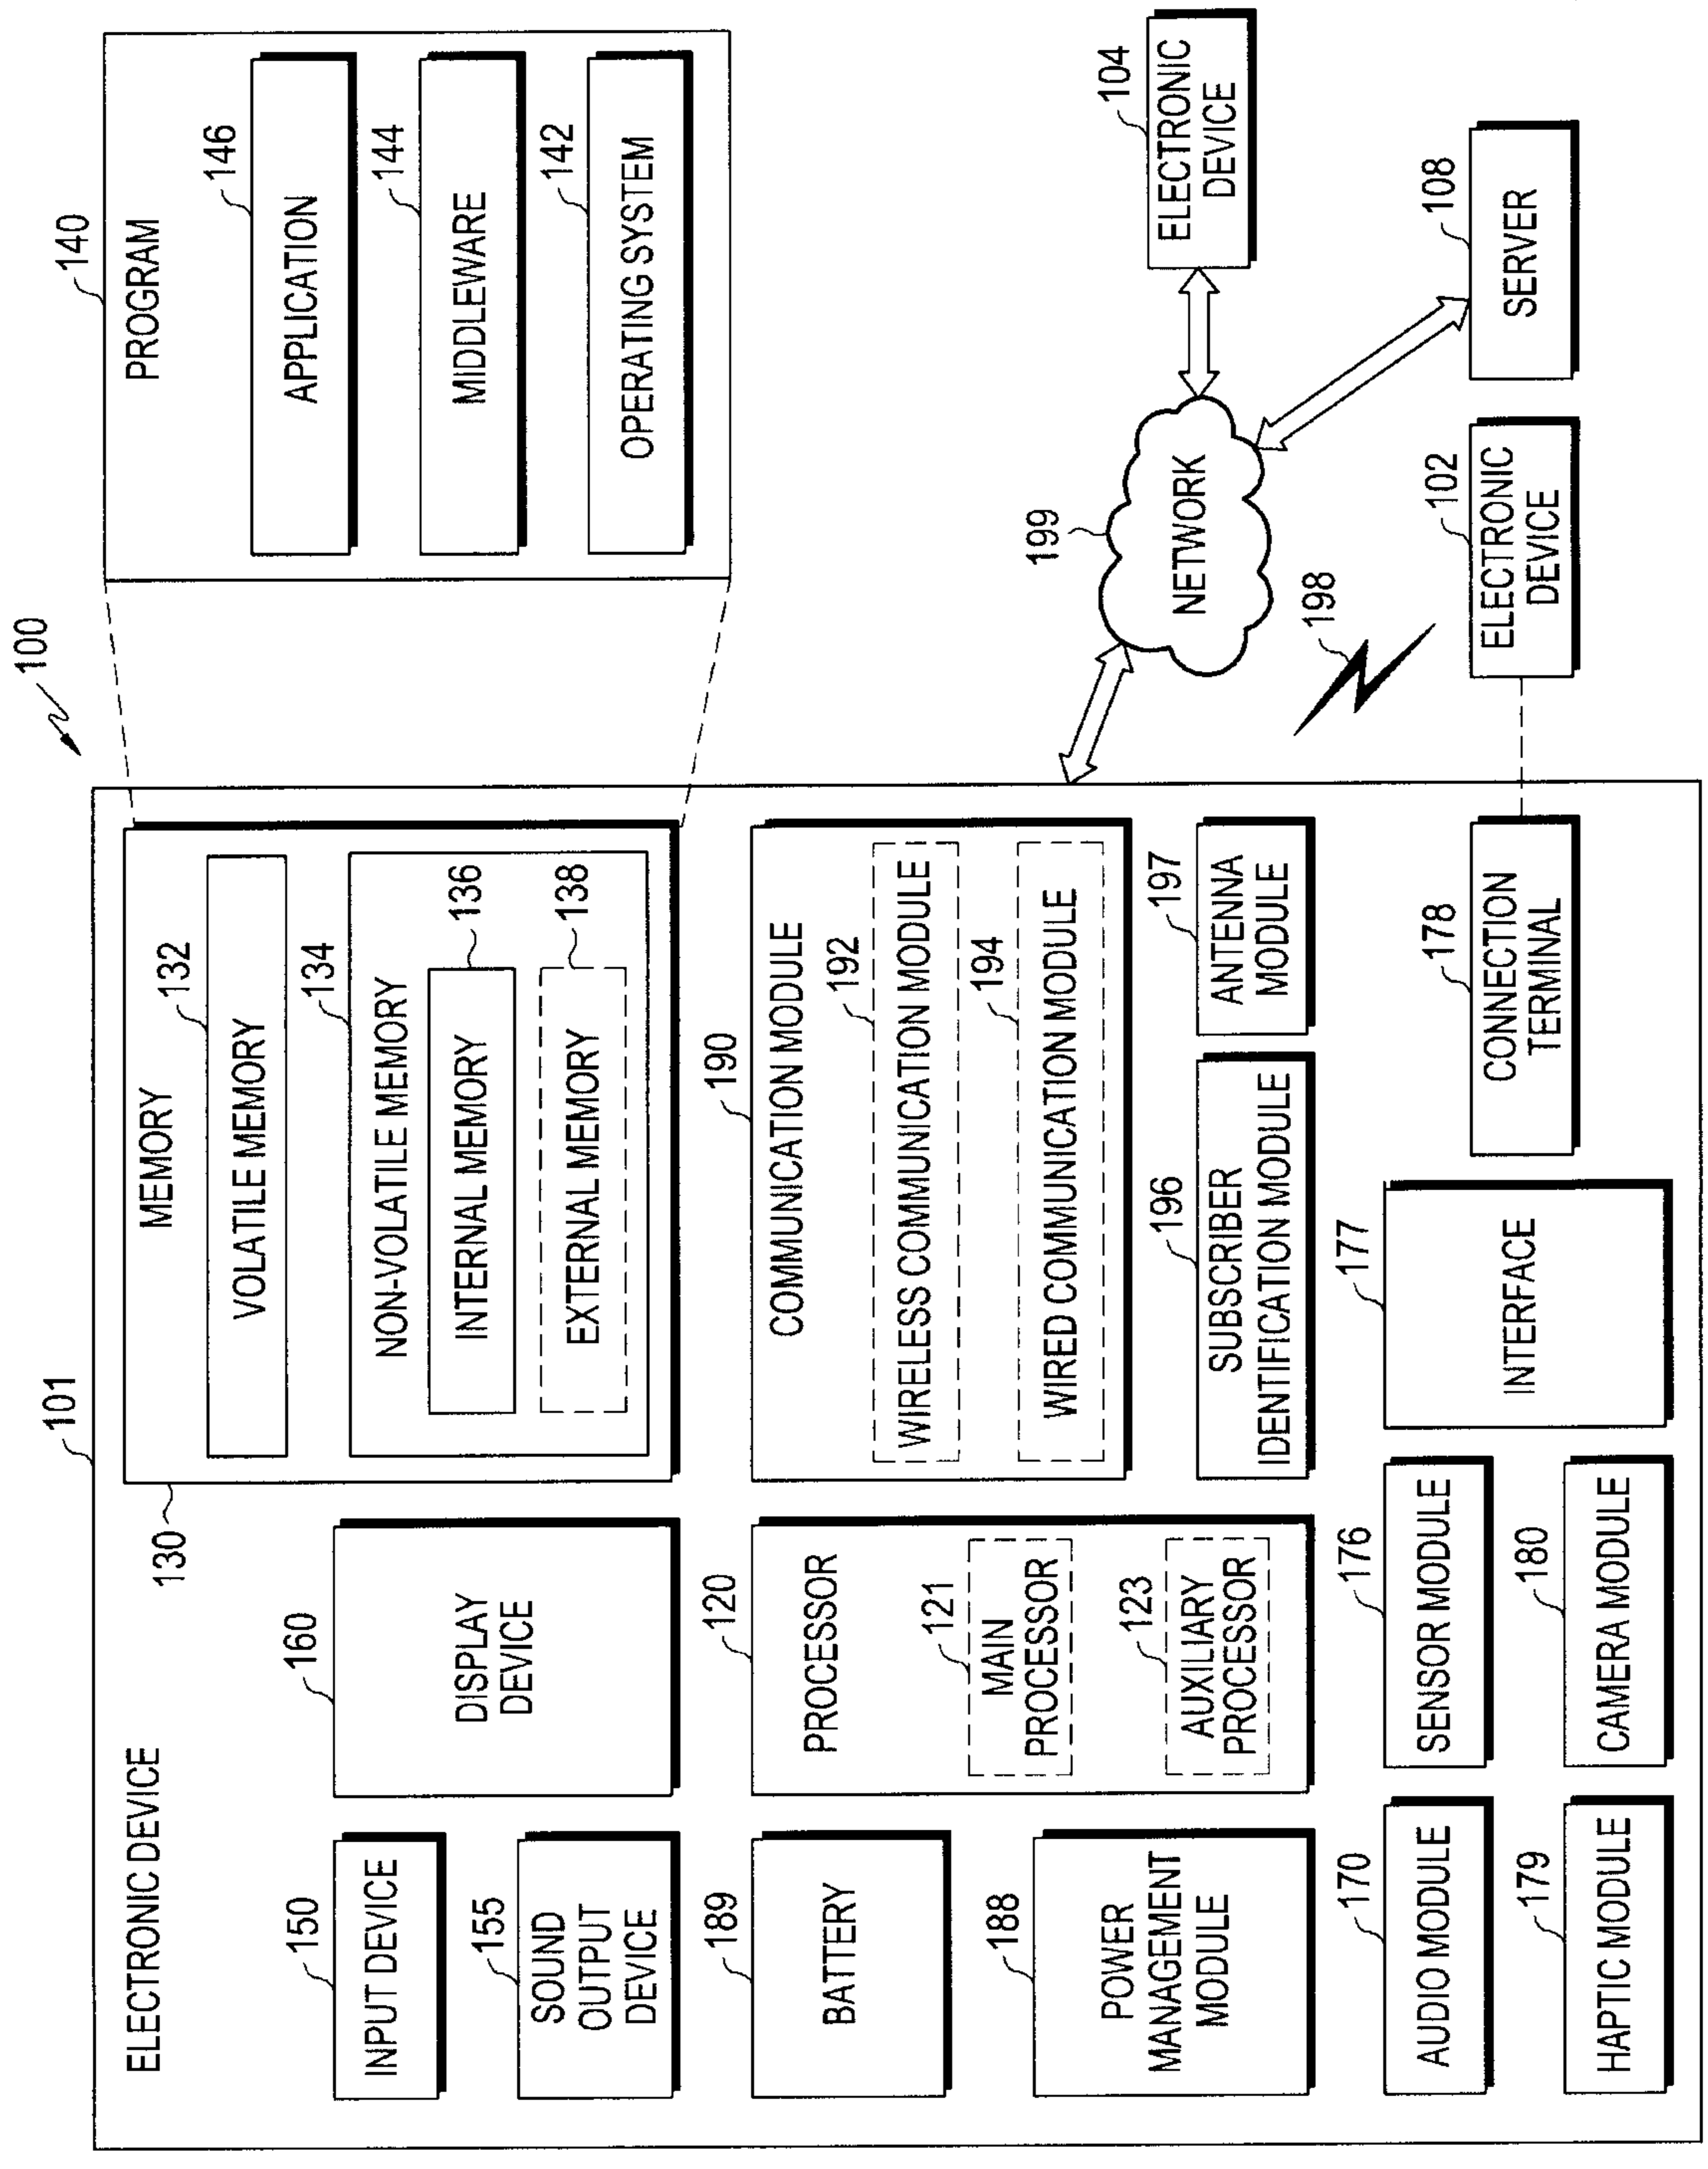 100
101
ELECTRONIC DEVICE
130
MEMORY
132
VOLATILE MEMORY
134
NON-VOLATILE MEMORY
136
INTERNAL MEMORY
138
EXTERNAL MEMORY
140
PROGRAM
146
APPLICATION
144
MIDDLEWARE
142
OPERATING SYSTEM
150
INPUT DEVICE
155
SOUND
OUTPUT
DEVICE
160
DISPLAY
DEVICE
189
BATTERY
188
POWER
MANAGEMENT
MODULE
120
PROCESSOR
121
MAIN
PROCESSOR
123
AUXILIARY
PROCESSOR
190
COMMUNICATION MODULE
192
WIRELESS COMMUNICATION MODULE
194
WIRED COMMUNICATION MODULE
196
SUBSCRIBER
IDENTIFICATION MODULE
197
ANTENNA
MODULE
170
AUDIO MODULE
176
SENSOR MODULE
177
INTERFACE
178
CONNECTION
TERMINAL
179
HAPTIC MODULE
180
CAMERA MODULE
199
NETWORK
198
104
ELECTRONIC
DEVICE
108
SERVER
102
ELECTRONIC
DEVICE